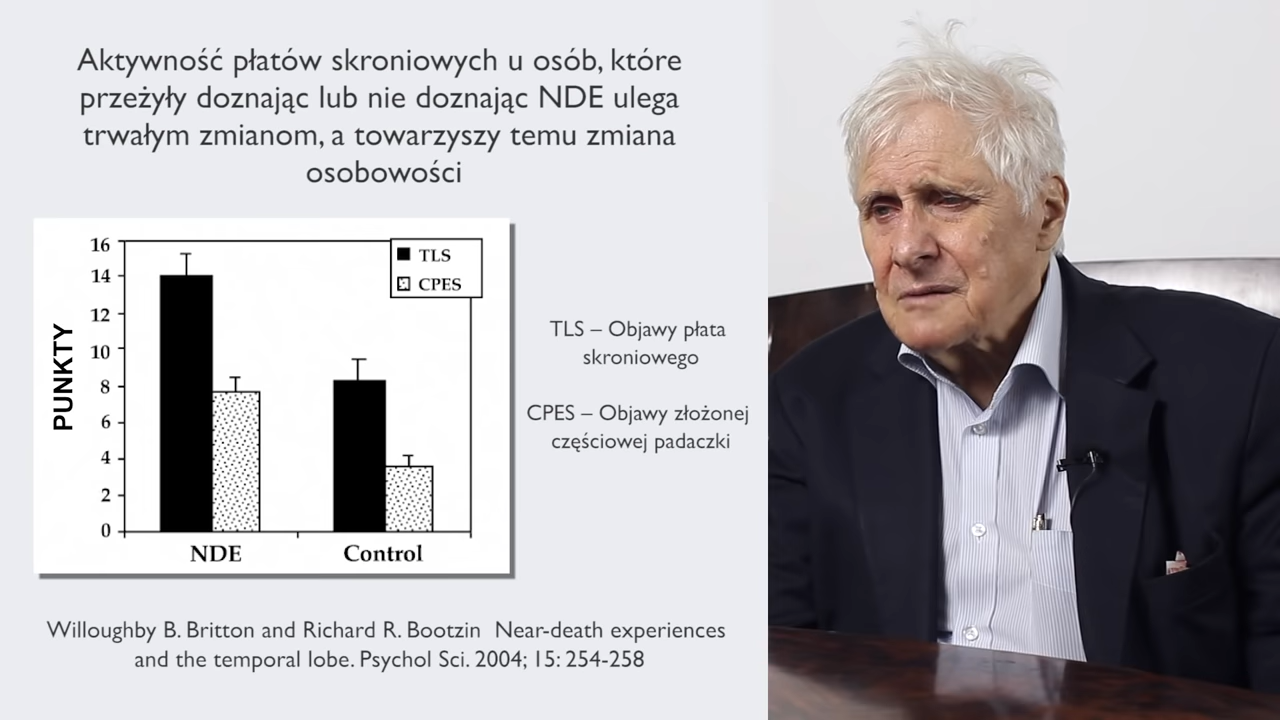 Aktywność płatów skroniowych u osób, które
przeżyły doznając lub nie doznając NDE ulega
trwałym zmianom, a towarzyszy temu zmiana
osobowości
16
14
12
10
8
6
4
2
0
PUNKTY
TLS
CPES
NDE
Control
TLS – Objawy płata
skroniowego
CPES – Objawy złożonej
częściowej padaczki
Willoughby B. Britton and Richard R. Bootzin Near-death experiences
and the temporal lobe. Psychol Sci. 2004; 15: 254-258